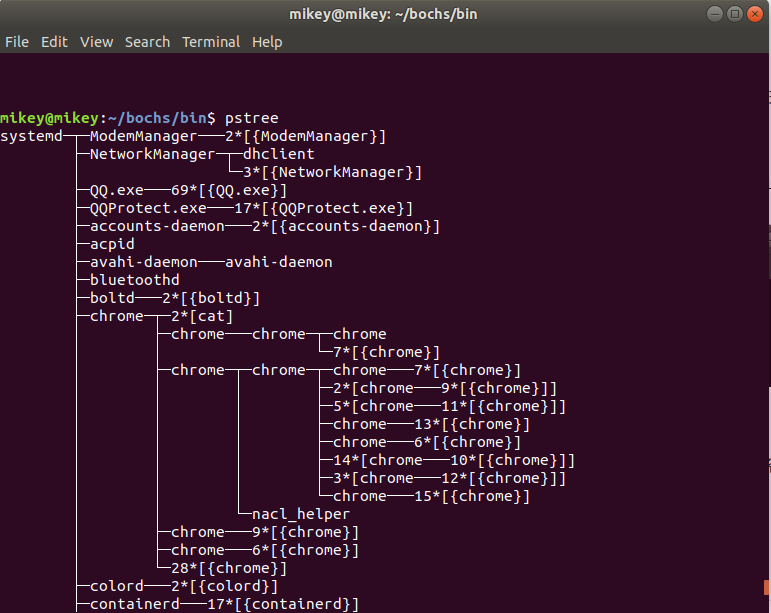 mikey@mikey: ~/bochs/bin
File Edit View Search Terminal Help
mikey@mikey:~/bochs/bin$ pstree
systemd─┬─ModemManager───2*[{ModemManager}]
        ├─NetworkManager─┬─dhclient
        │                └─3*[{NetworkManager}]
        ├─QQ.exe───69*[{QQ.exe}]
        ├─QQProtect.exe───17*[{QQProtect.exe}]
        ├─accounts-daemon───2*[{accounts-daemon}]
        ├─acpid
        ├─avahi-daemon───avahi-daemon
        ├─bluetoothd
        ├─boltd───2*[{boltd}]
        ├─chrome─┬─2*[cat]
        │        ├─chrome───chrome─┬─chrome
        │        │                 └─7*[{chrome}]
        │        ├─chrome─┬─chrome─┬─chrome───7*[{chrome}]
        │        │        │        ├─2*[chrome───9*[{chrome}]]
        │        │        │        ├─5*[chrome───11*[{chrome}]]
        │        │        │        ├─chrome───13*[{chrome}]
        │        │        │        ├─chrome───6*[{chrome}]
        │        │        │        ├─14*[chrome───10*[{chrome}]]
        │        │        │        ├─3*[chrome───12*[{chrome}]]
        │        │        │        └─chrome───15*[{chrome}]
        │        │        └─nacl_helper
        │        ├─chrome───9*[{chrome}]
        │        ├─chrome───6*[{chrome}]
        │        └─28*[{chrome}]
        ├─colord───2*[{colord}]
        ├─containerd───17*[{containerd}]